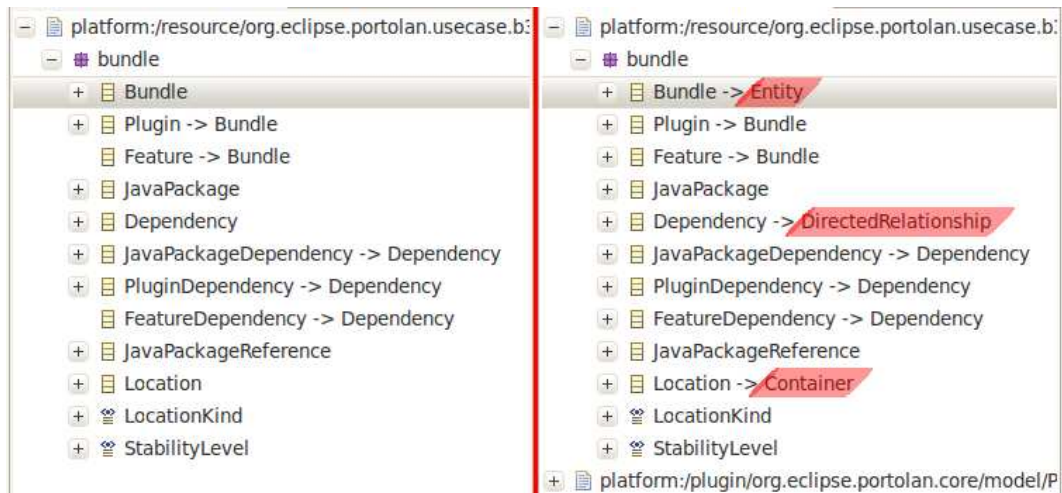 platform:/resource/org.eclipse.portolan.usecase.b
bundle
Bundle
Plugin -> Bundle
Feature -> Bundle
JavaPackage
Dependency
JavaPackageDependency -> Dependency
PluginDependency -> Dependency
FeatureDependency -> Dependency
JavaPackageReference
Location
LocationKind
StabilityLevel
platform:/resource/org.eclipse.portolan.usecase.b
bundle
Bundle -> Entity
Plugin -> Bundle
Feature -> Bundle
JavaPackage
Dependency -> DirectedRelationship
JavaPackageDependency -> Dependency
PluginDependency -> Dependency
FeatureDependency -> Dependency
JavaPackageReference
Location -> Container
LocationKind
StabilityLevel
platform:/plugin/org.eclipse.portolan.core/model/P